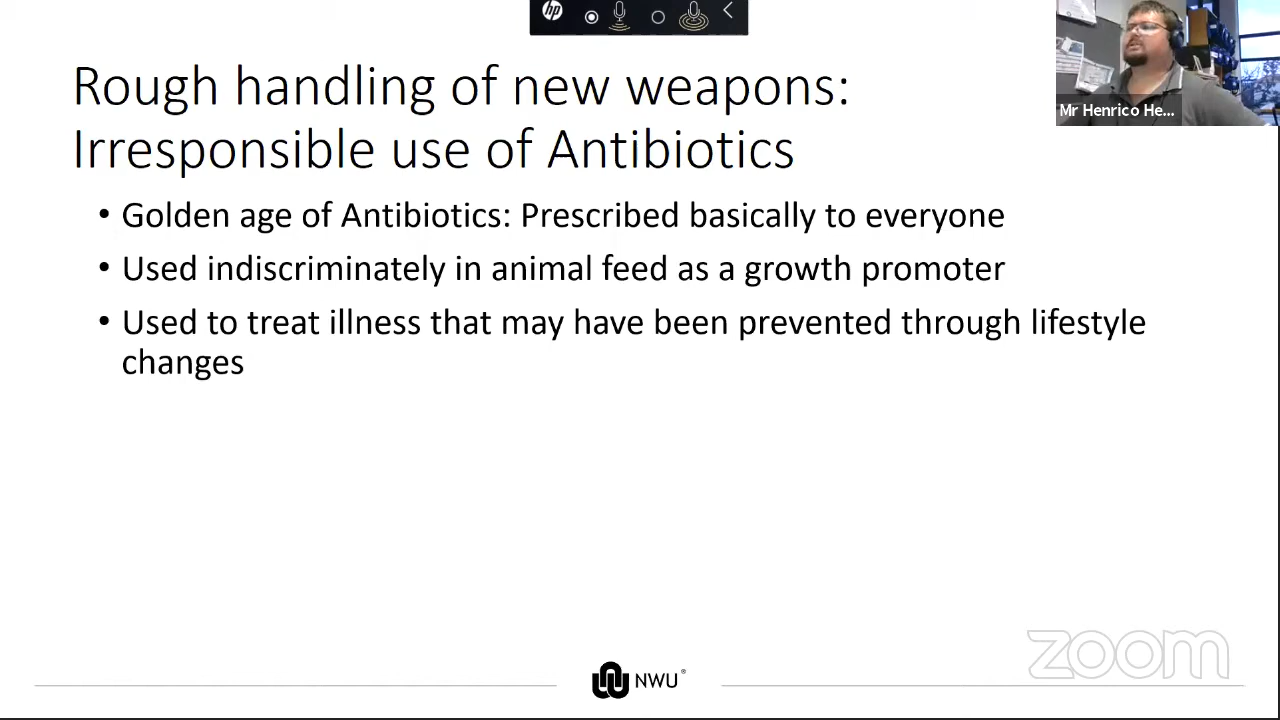 hp
Mr Henrico He...
Rough handling of new weapons:
Irresponsible use of Antibiotics
• Golden age of Antibiotics: Prescribed basically to everyone
• Used indiscriminately in animal feed as a growth promoter
• Used to treat illness that may have been prevented through lifestyle
changes
zoom
NWU®